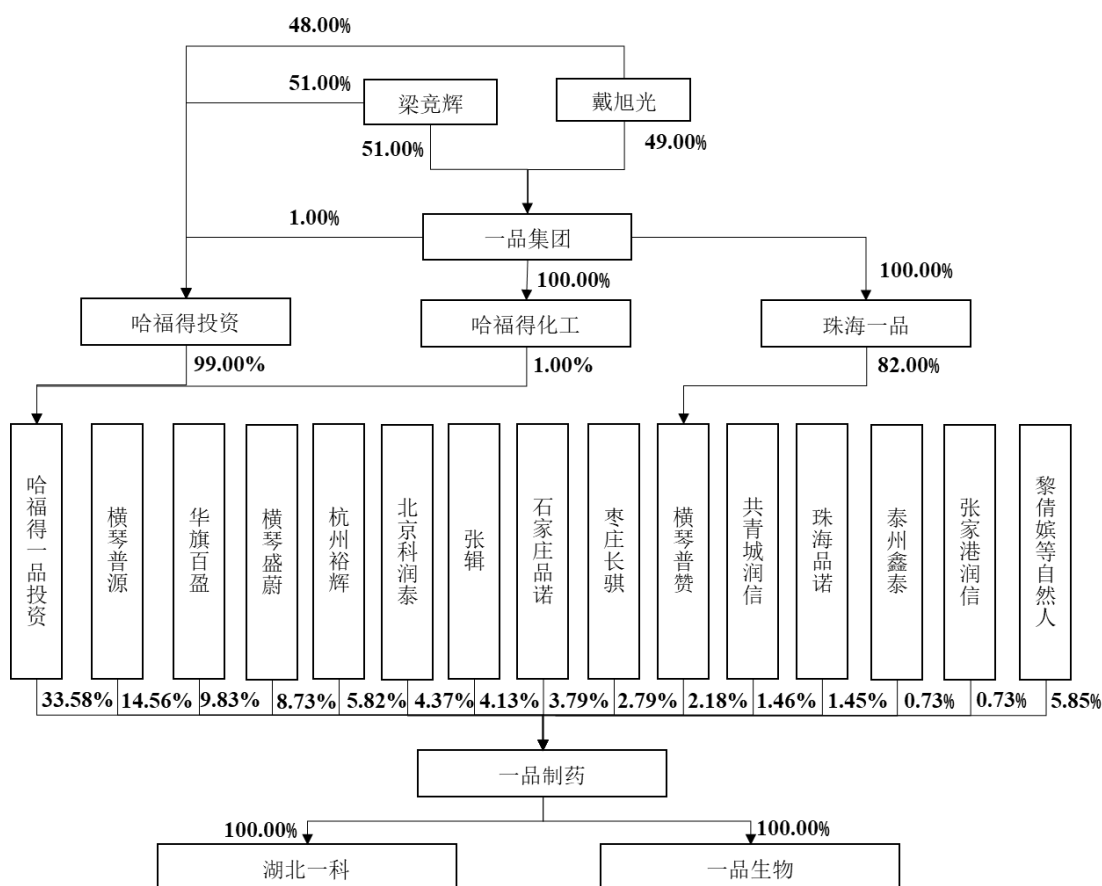 48.00%
51.00%
梁竞辉
戴旭光
51.00%
49.00%
1.00%
一品集团
100.00%
100.00%
哈福得投资
哈福得化工
珠海一品
99.00%
1.00%
82.00%
哈福得一品投资
横琴普源
华旗百盈
横琴盛蔚
杭州裕辉
北京科润泰
张辑
石家庄品诺
枣庄长骐
横琴普赞
共青城润信
珠海品诺
泰州鑫泰
张家港润信
黎倩嫔等自然人
33.58%
14.56%
9.83%
8.73%
5.82%
4.37%
4.13%
3.79%
2.79%
2.18%
1.46%
1.45%
0.73%
0.73%
5.85%
一品制药
100.00%
100.00%
湖北一科
一品生物